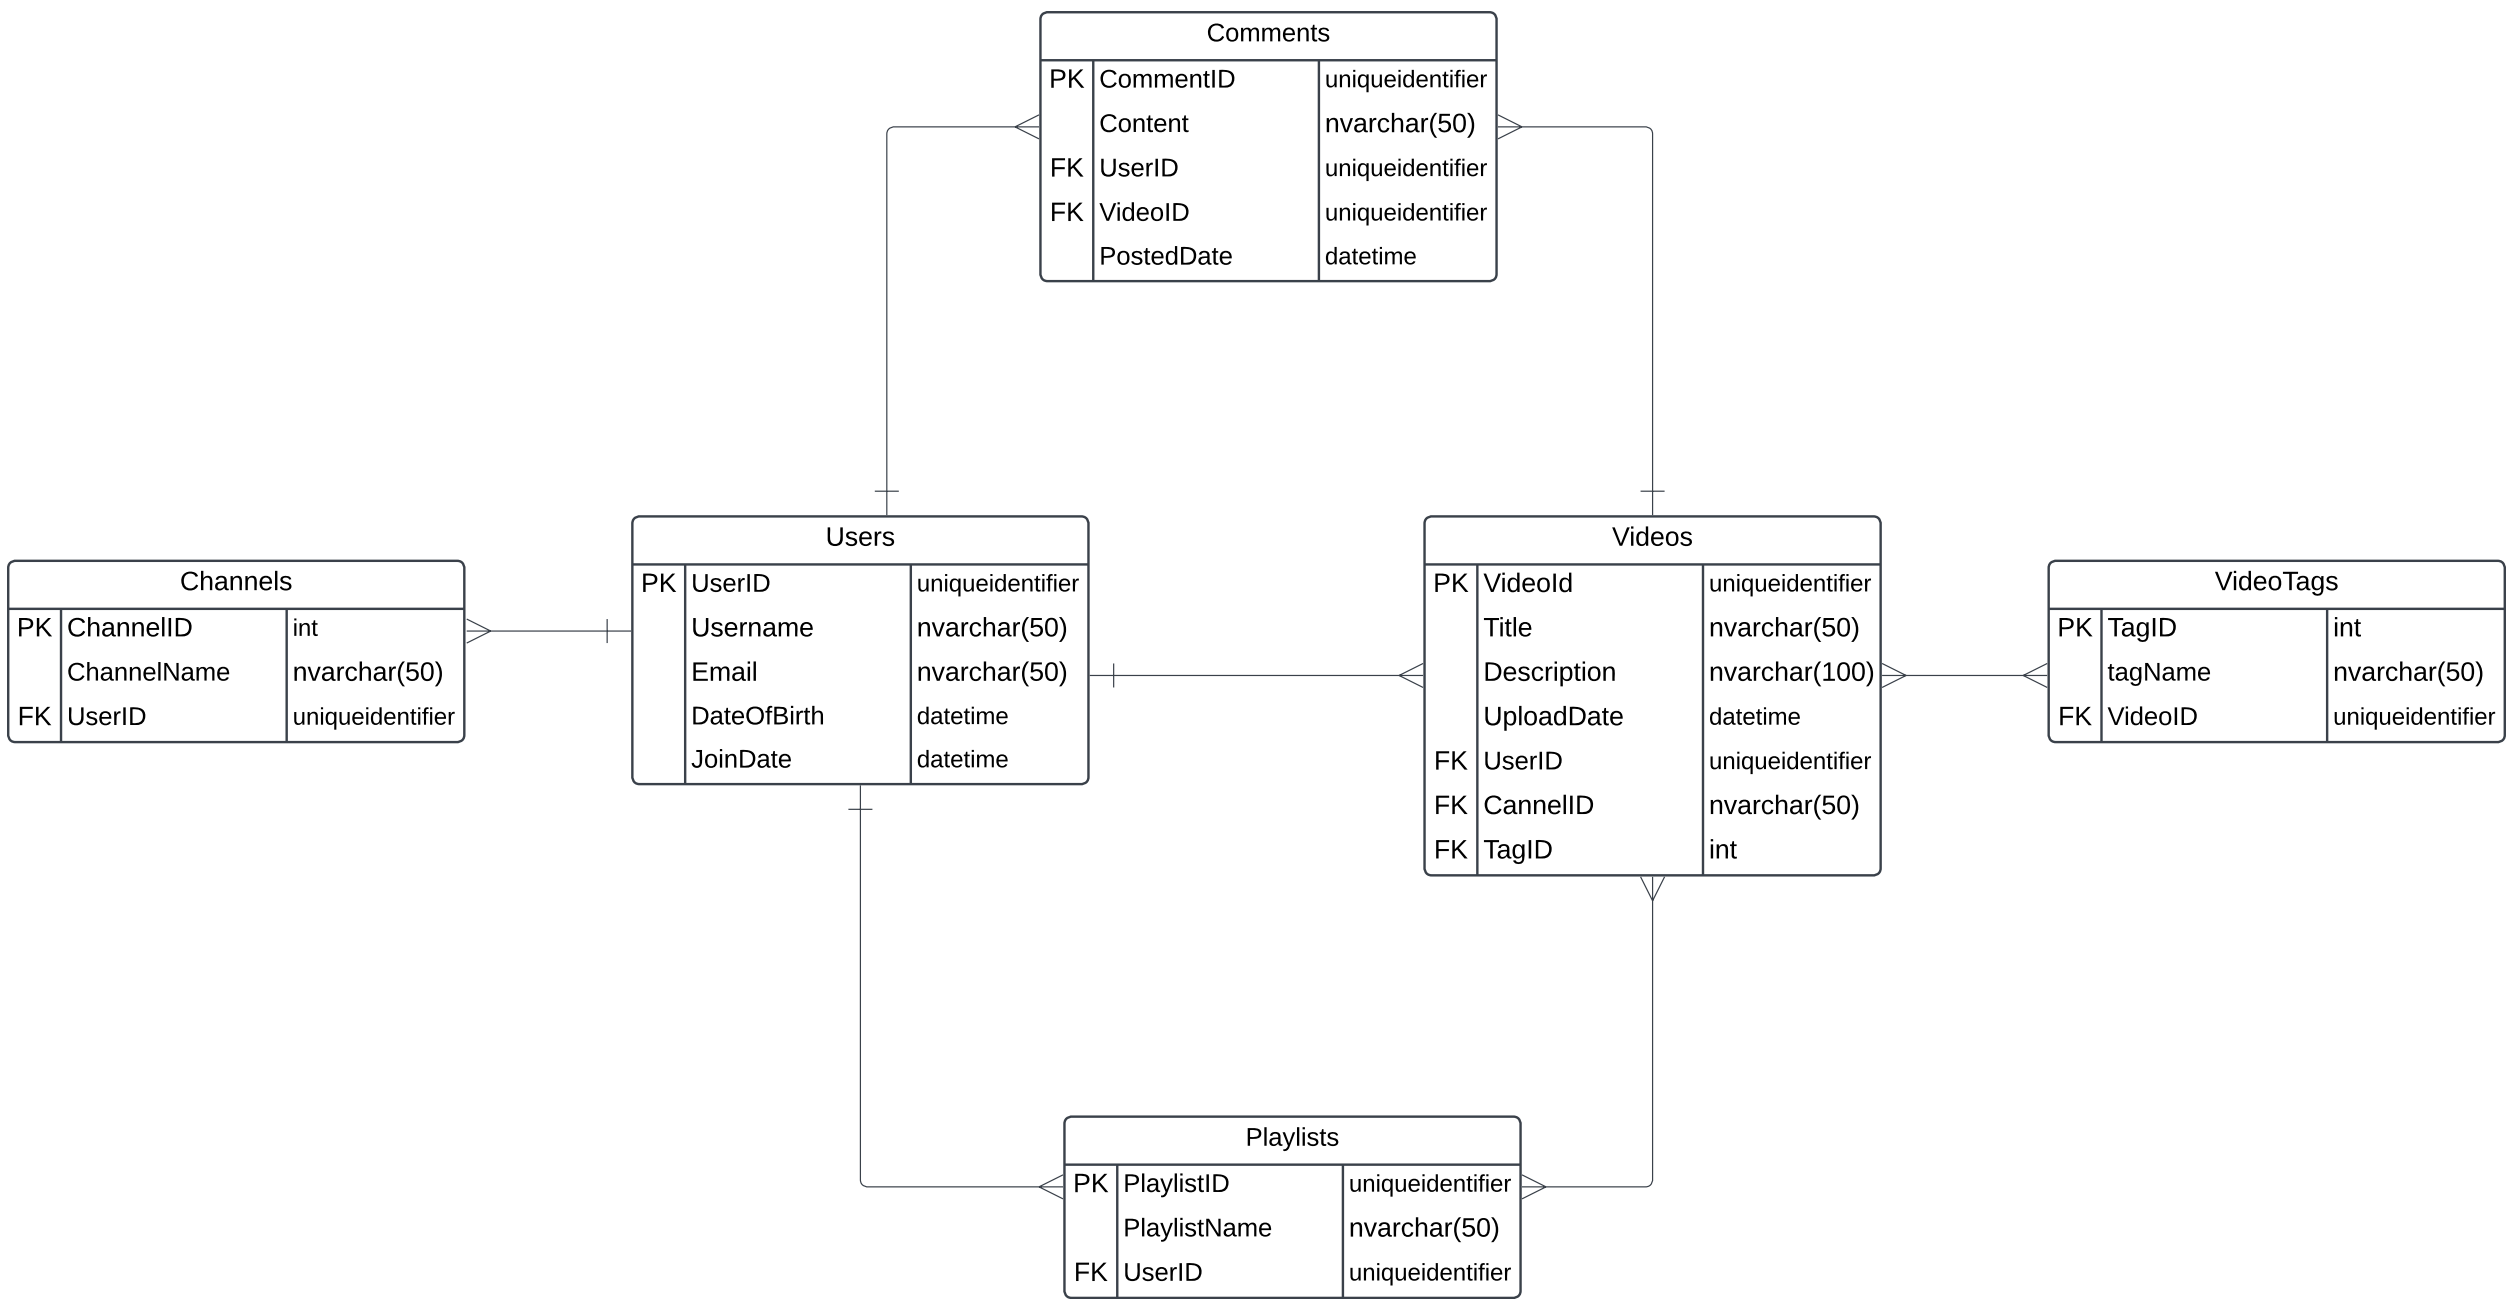 Comments
PK CommentID uniqueidentifier
Content nvarchar(50)
FK UserID uniqueidentifier
FK VideoID uniqueidentifier
PostedDate datetime
Channels
PK ChannelID int
ChannelName nvarchar(50)
FK UserID uniqueidentifier
Users
PK UserID uniqueidentifier
Username nvarchar(50)
Email nvarchar(50)
DateOfBirth datetime
JoinDate datetime
Videos
PK VideoId uniqueidentifier
Title nvarchar(50)
Description nvarchar(100)
UploadDate datetime
FK UserID uniqueidentifier
FK CannelID nvarchar(50)
FK TagID int
VideoTags
PK TagID int
tagName nvarchar(50)
FK VideoID uniqueidentifier
Playlists
PK PlaylistID uniqueidentifier
PlaylistName nvarchar(50)
FK UserID uniqueidentifier